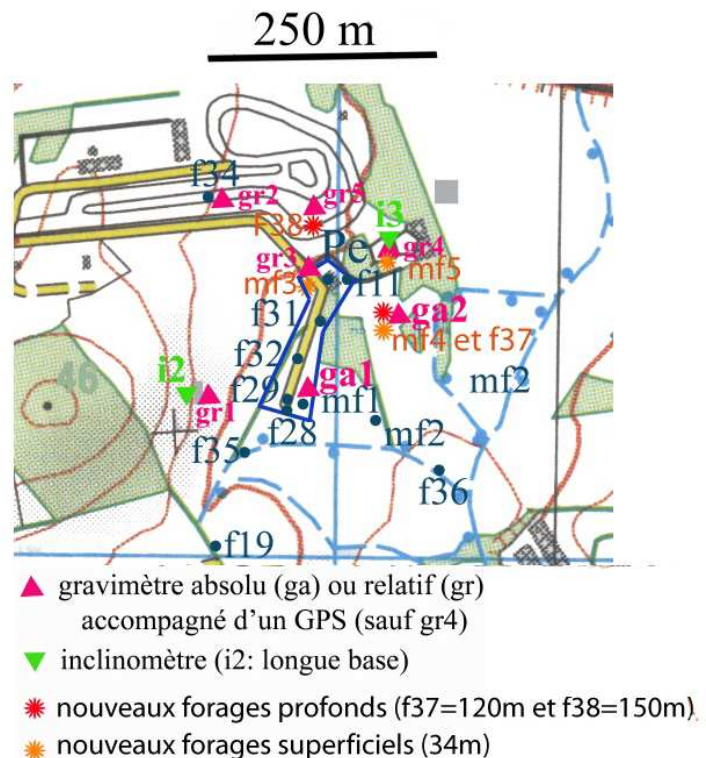 250 m
f34
gr2
gr5
F38
i3
Pe
gr4
gr3
mf5
mf3
f11
f31
ga2
mf4 et f37
f32
46
i2
ga1
mf2
f29
gr1
mf1
f28
mf2
f35
f36
f19
gravimètre absolu (ga) ou relatif (gr)
accompagné d'un GPS (sauf gr4)
inclinomètre (i2: longue base)
nouveaux forages profonds (f37=120m et f38=150m)
nouveaux forages superficiels (34m)